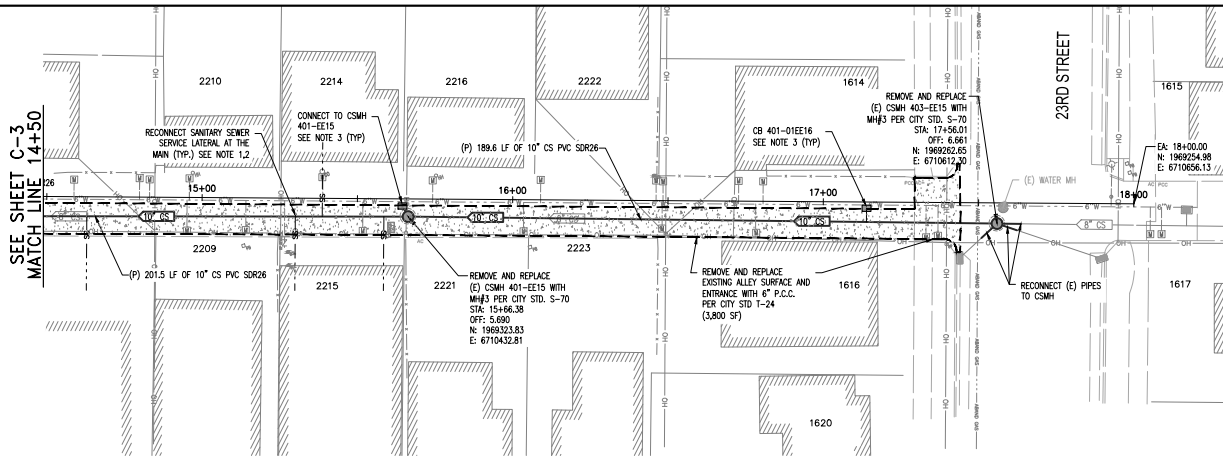 SEE SHEET C-3
MATCH LINE 14+50
2210
2214
2216
2222
1614
23RD STREET
1615
RECONNECT SANITARY SEWER
SERVICE LATERAL AT THE
MAIN (TYP.) SEE NOTE 1,2
CONNECT TO CSMH
401-EE15
SEE NOTE 3 (TYP)
(P) 189.6 LF OF 10" CS PVC SDR26
CB 401-01EE16
SEE NOTE 3 (TYP)
REMOVE AND REPLACE
(E) CSMH 403-EE15 WITH
MH#3 PER CITY STD. S-70
STA: 17+56.01
OFF: 6.661
N: 1969262.65
E: 6710612.30
(E) WATER MH
EA: 18+00.00
N: 1969254.98
E: 6710656.13
15+00
16+00
17+00
18+00
10" CS
10" CS
10" CS
8" CS
2209
2215
2221
2223
1616
1617
1620
(P) 201.5 LF OF 10" CS PVC SDR26
REMOVE AND REPLACE
(E) CSMH 401-EE15 WITH
MH#3 PER CITY STD. S-70
STA: 15+66.38
OFF: 5.690
N: 1969323.83
E: 6710432.81
REMOVE AND REPLACE
EXISTING ALLEY SURFACE AND
ENTRANCE WITH 6" P.C.C.
PER CITY STD T-24
(3,800 SF)
RECONNECT (E) PIPES
TO CSMH